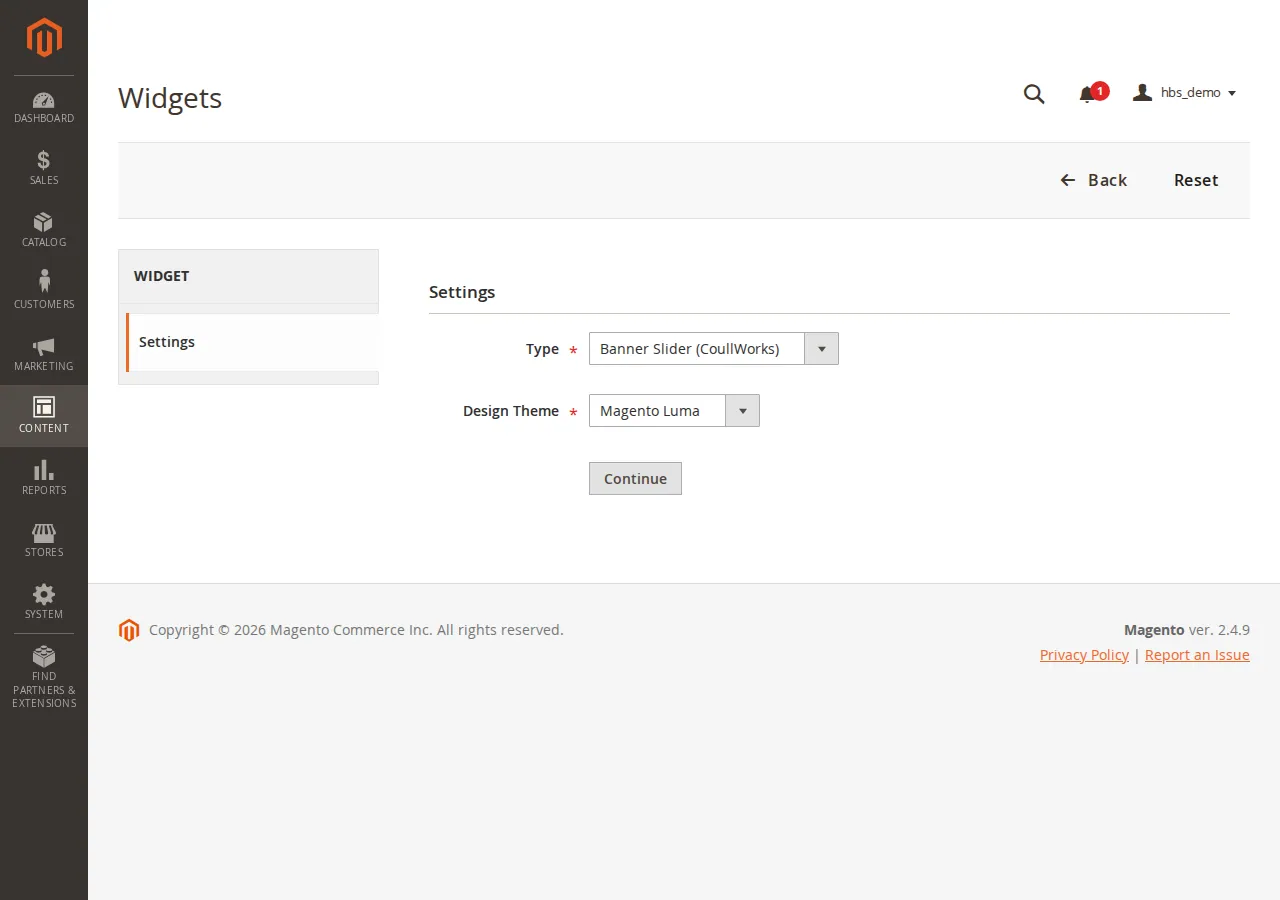 Widgets
1
hbs_demo
DASHBOARD
SALES
CATALOG
CUSTOMERS
MARKETING
CONTENT
REPORTS
STORES
SYSTEM
FIND
PARTNERS &
EXTENSIONS
Back
Reset
WIDGET
Settings
Settings
Type *
Banner Slider (CoullWorks)
Design Theme *
Magento Luma
Continue
Copyright © 2026 Magento Commerce Inc. All rights reserved.
Magento ver. 2.4.9
Privacy Policy | Report an Issue